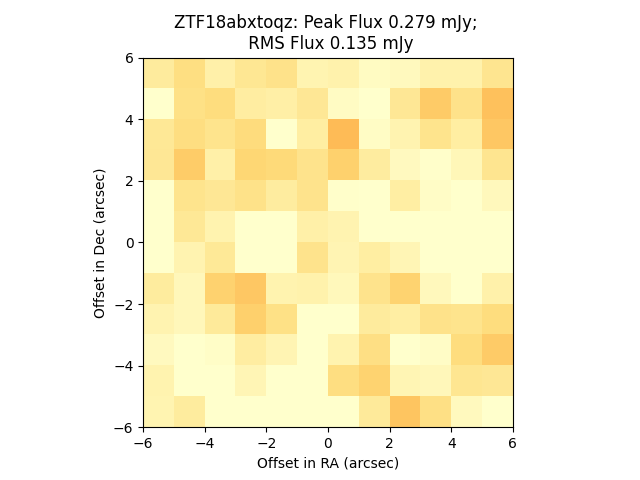 ZTF18abxtoqz: Peak Flux 0.279 mJy;
RMS Flux 0.135 mJy
6
4
2
0
−2
−4
−6
Offset in Dec (arcsec)
−6 −4 −2 0 2 4 6
Offset in RA (arcsec)